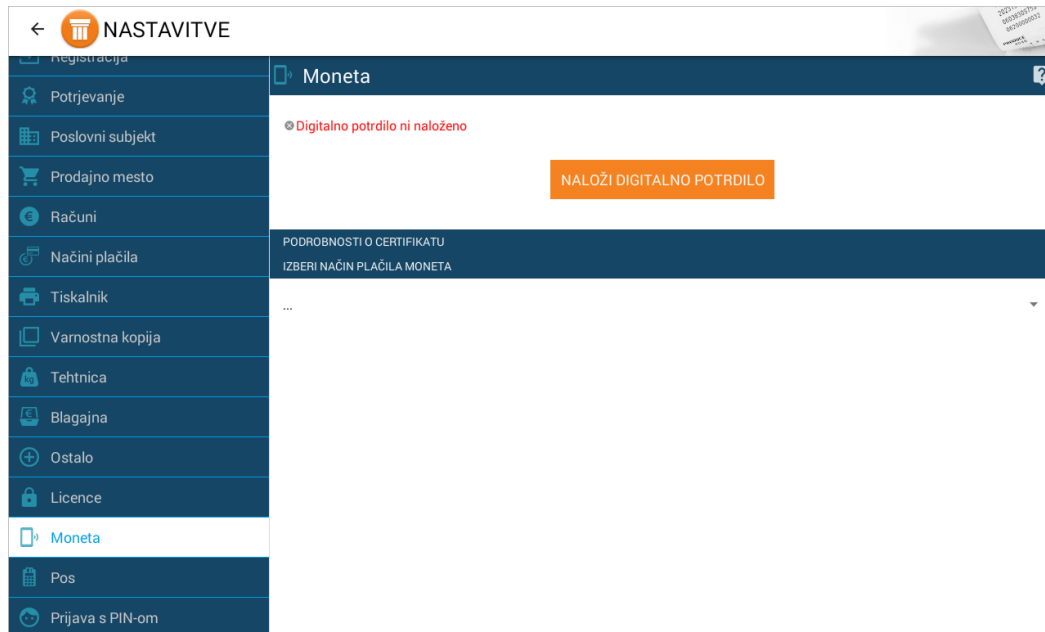 NASTAVITVE
Registracija
Potrjevanje
Poslovni subjekt
Prodajno mesto
Računi
Načini plačila
Tiskalnik
Varnostna kopija
Tehtnica
Blagajna
Ostalo
Licence
Moneta
Pos
Prijava s PIN-om
Moneta
Digitalno potrdilo ni naloženo
NALOŽI DIGITALNO POTRDILO
PODROBNOSTI O CERTIFIKATU
IZBERI NAČIN PLAČILA MONETA
...